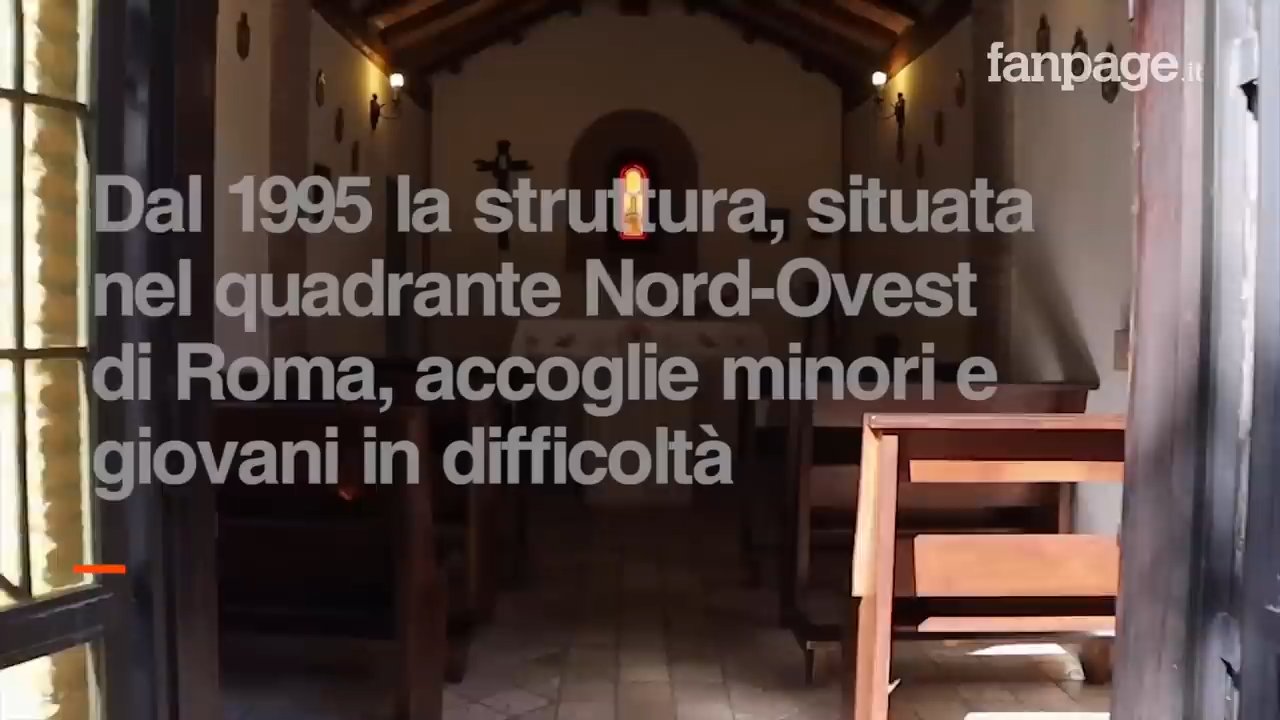 fanpage.it
Dal 1995 la struttura, situata
nel quadrante Nord-Ovest
di Roma, accoglie minori e
giovani in difficoltà